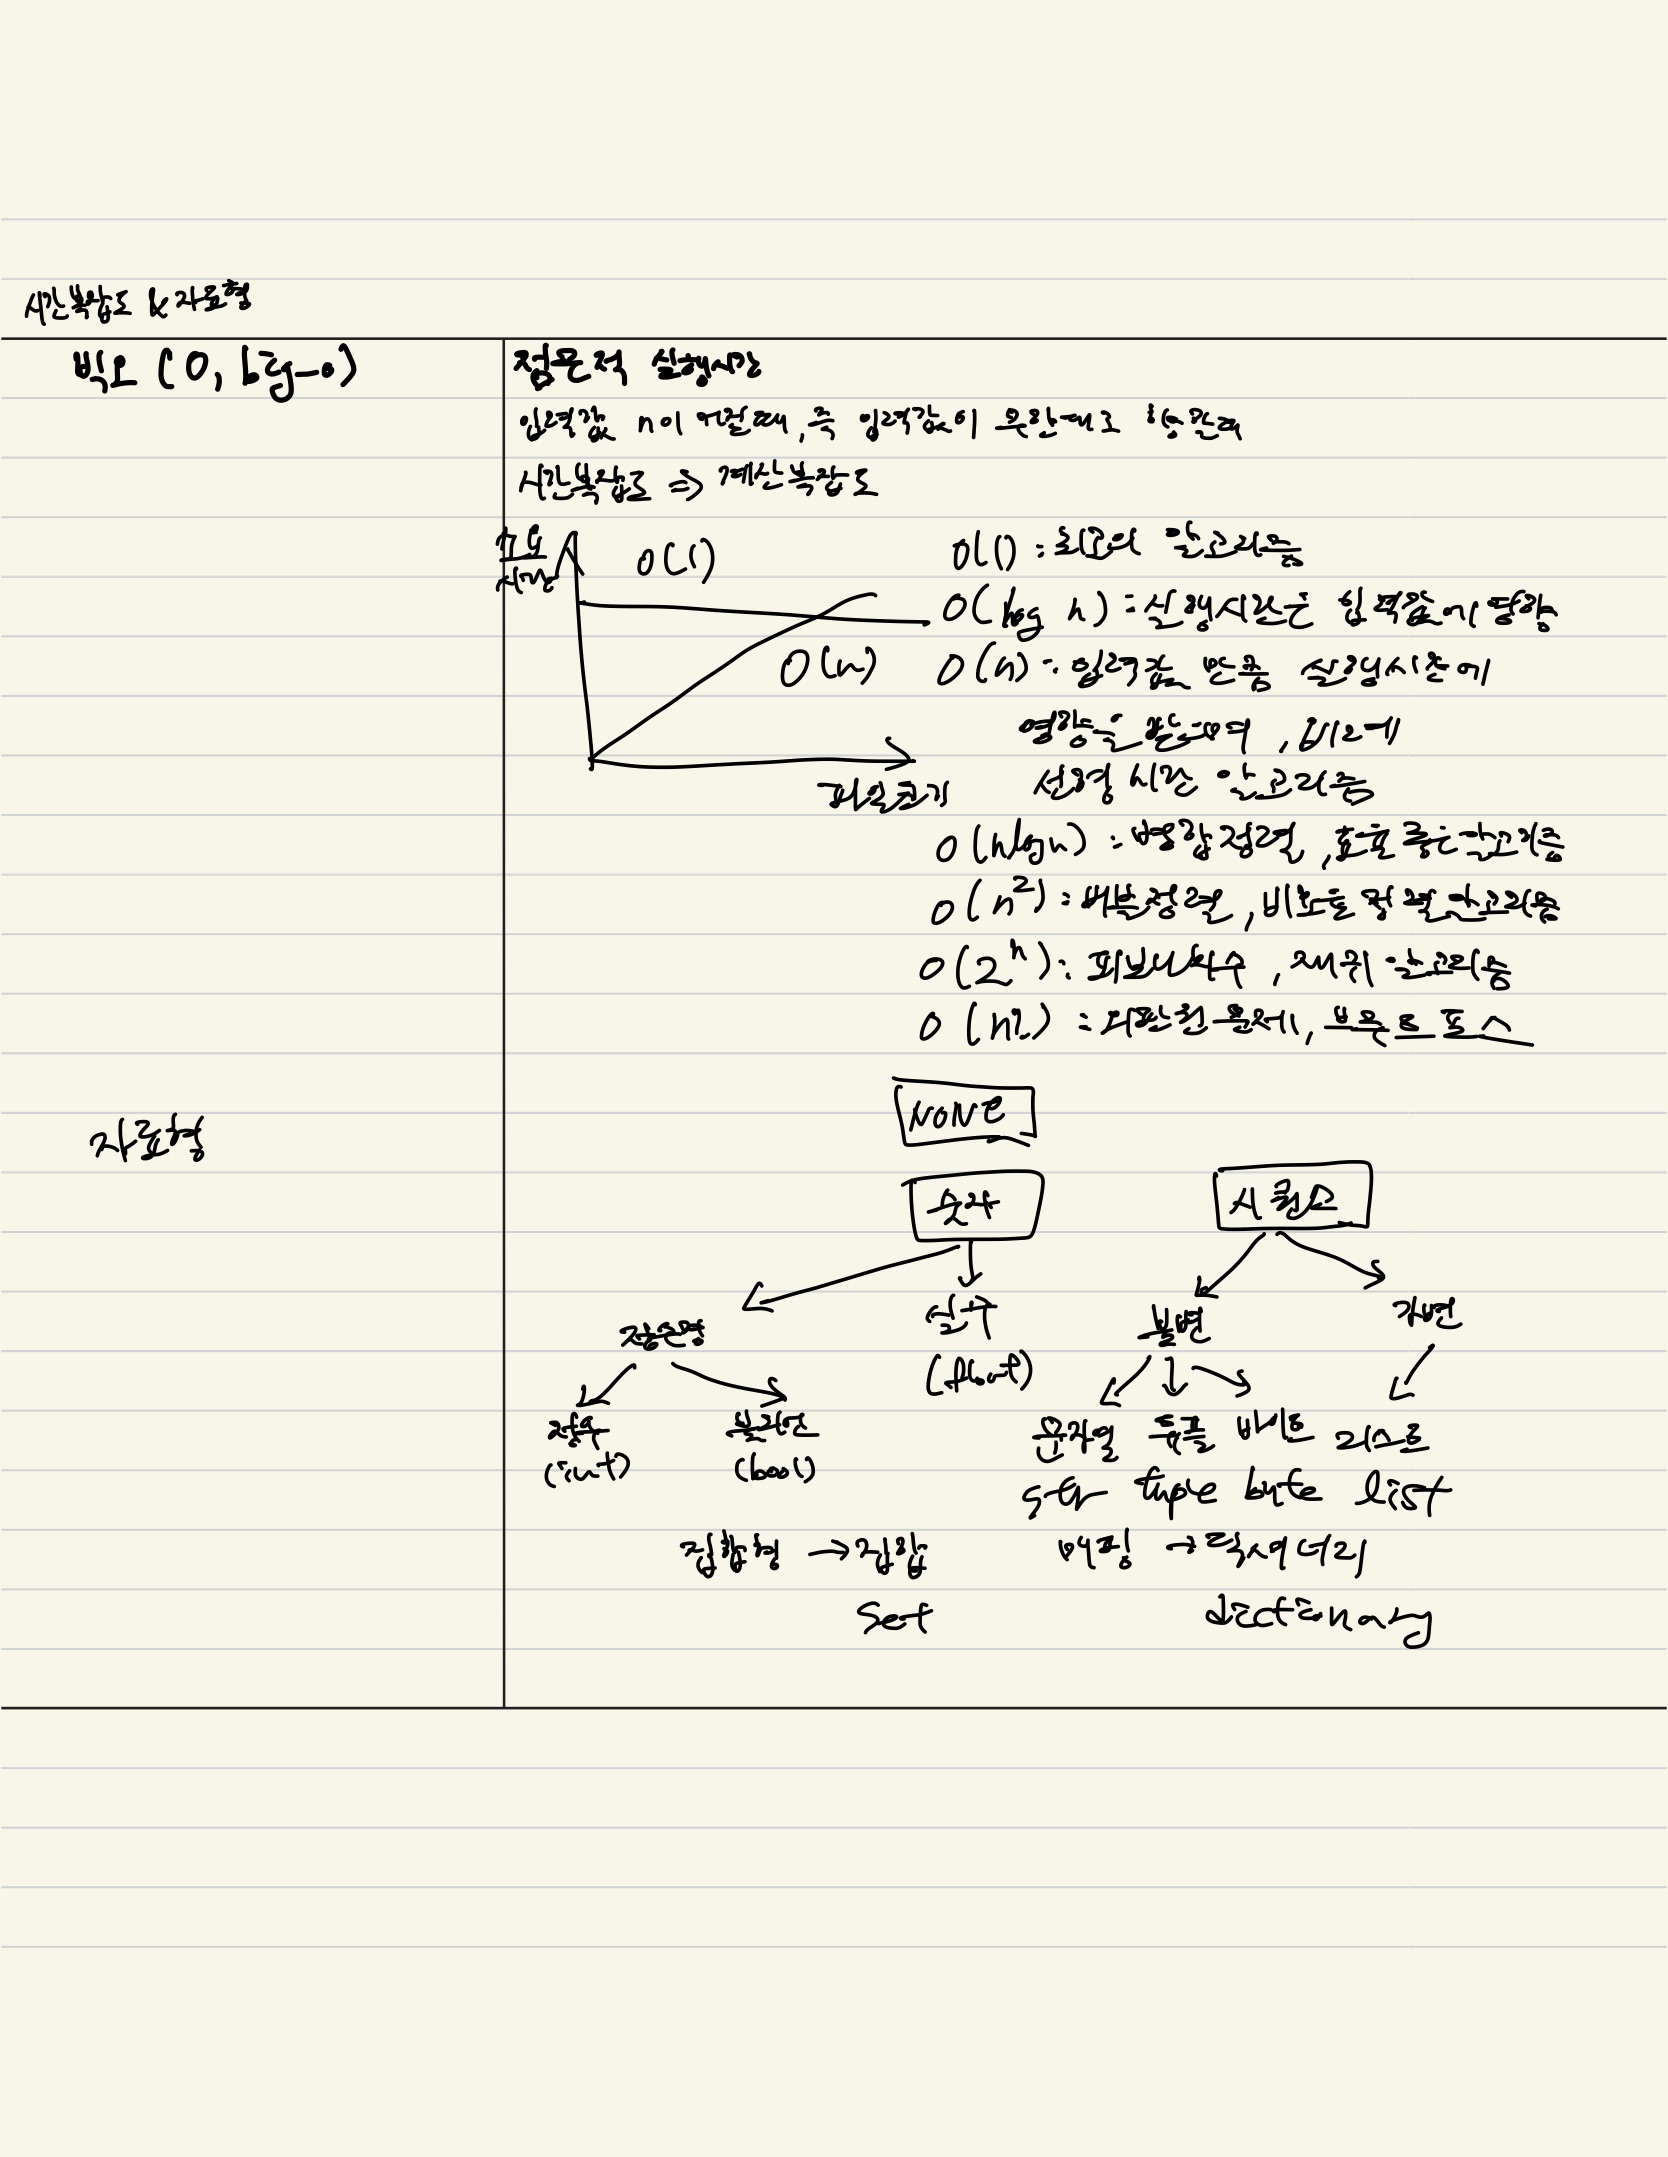 시간복잡도 & 자료형
빅오 (O, big-o)
점근적 실행시간
입력값 n이 커질때, 즉 입력값이 무한대로 향할때
시간복잡도 ⇒ 계산복잡도
소요
시간
O(1)
O(n)
파일크기
O(1) : 최고의 알고리즘
O(log n) : 실행시간은 입력값에 영향
O(n) : 입력값 만큼 실행시간에
영향을 받으며, 비례
선형 시간 알고리즘
O(nlogn) : 병합정렬, 효율 좋은 알고리즘
O(n²) : 버블정렬, 비효율 정렬 알고리즘
O(2ⁿ) : 피보나치수, 재귀 알고리즘
O(n!) : 외판원 문제, 브루트 포스
자료형
NONE
숫자
시퀀스
정수형
실수
(float)
불변
가변
정수
(int)
불리언
(bool)
문자열 튜플 바이트 리스트
str tuple byte list
집합형 → 집합
set
매핑 → 딕셔너리
dictionary